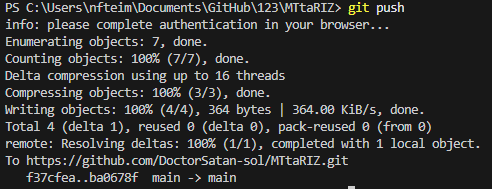 PS C:\Users\nfteim\Documents\GitHub\123\MTtaRIZ> git push
info: please complete authentication in your browser...
Enumerating objects: 7, done.
Counting objects: 100% (7/7), done.
Delta compression using up to 16 threads
Compressing objects: 100% (3/3), done.
Writing objects: 100% (4/4), 364 bytes | 364.00 KiB/s, done.
Total 4 (delta 1), reused 0 (delta 0), pack-reused 0 (from 0)
remote: Resolving deltas: 100% (1/1), completed with 1 local object.
To https://github.com/DoctorSatan-sol/MTtaRIZ.git
   f37cfea..ba0678f  main -> main